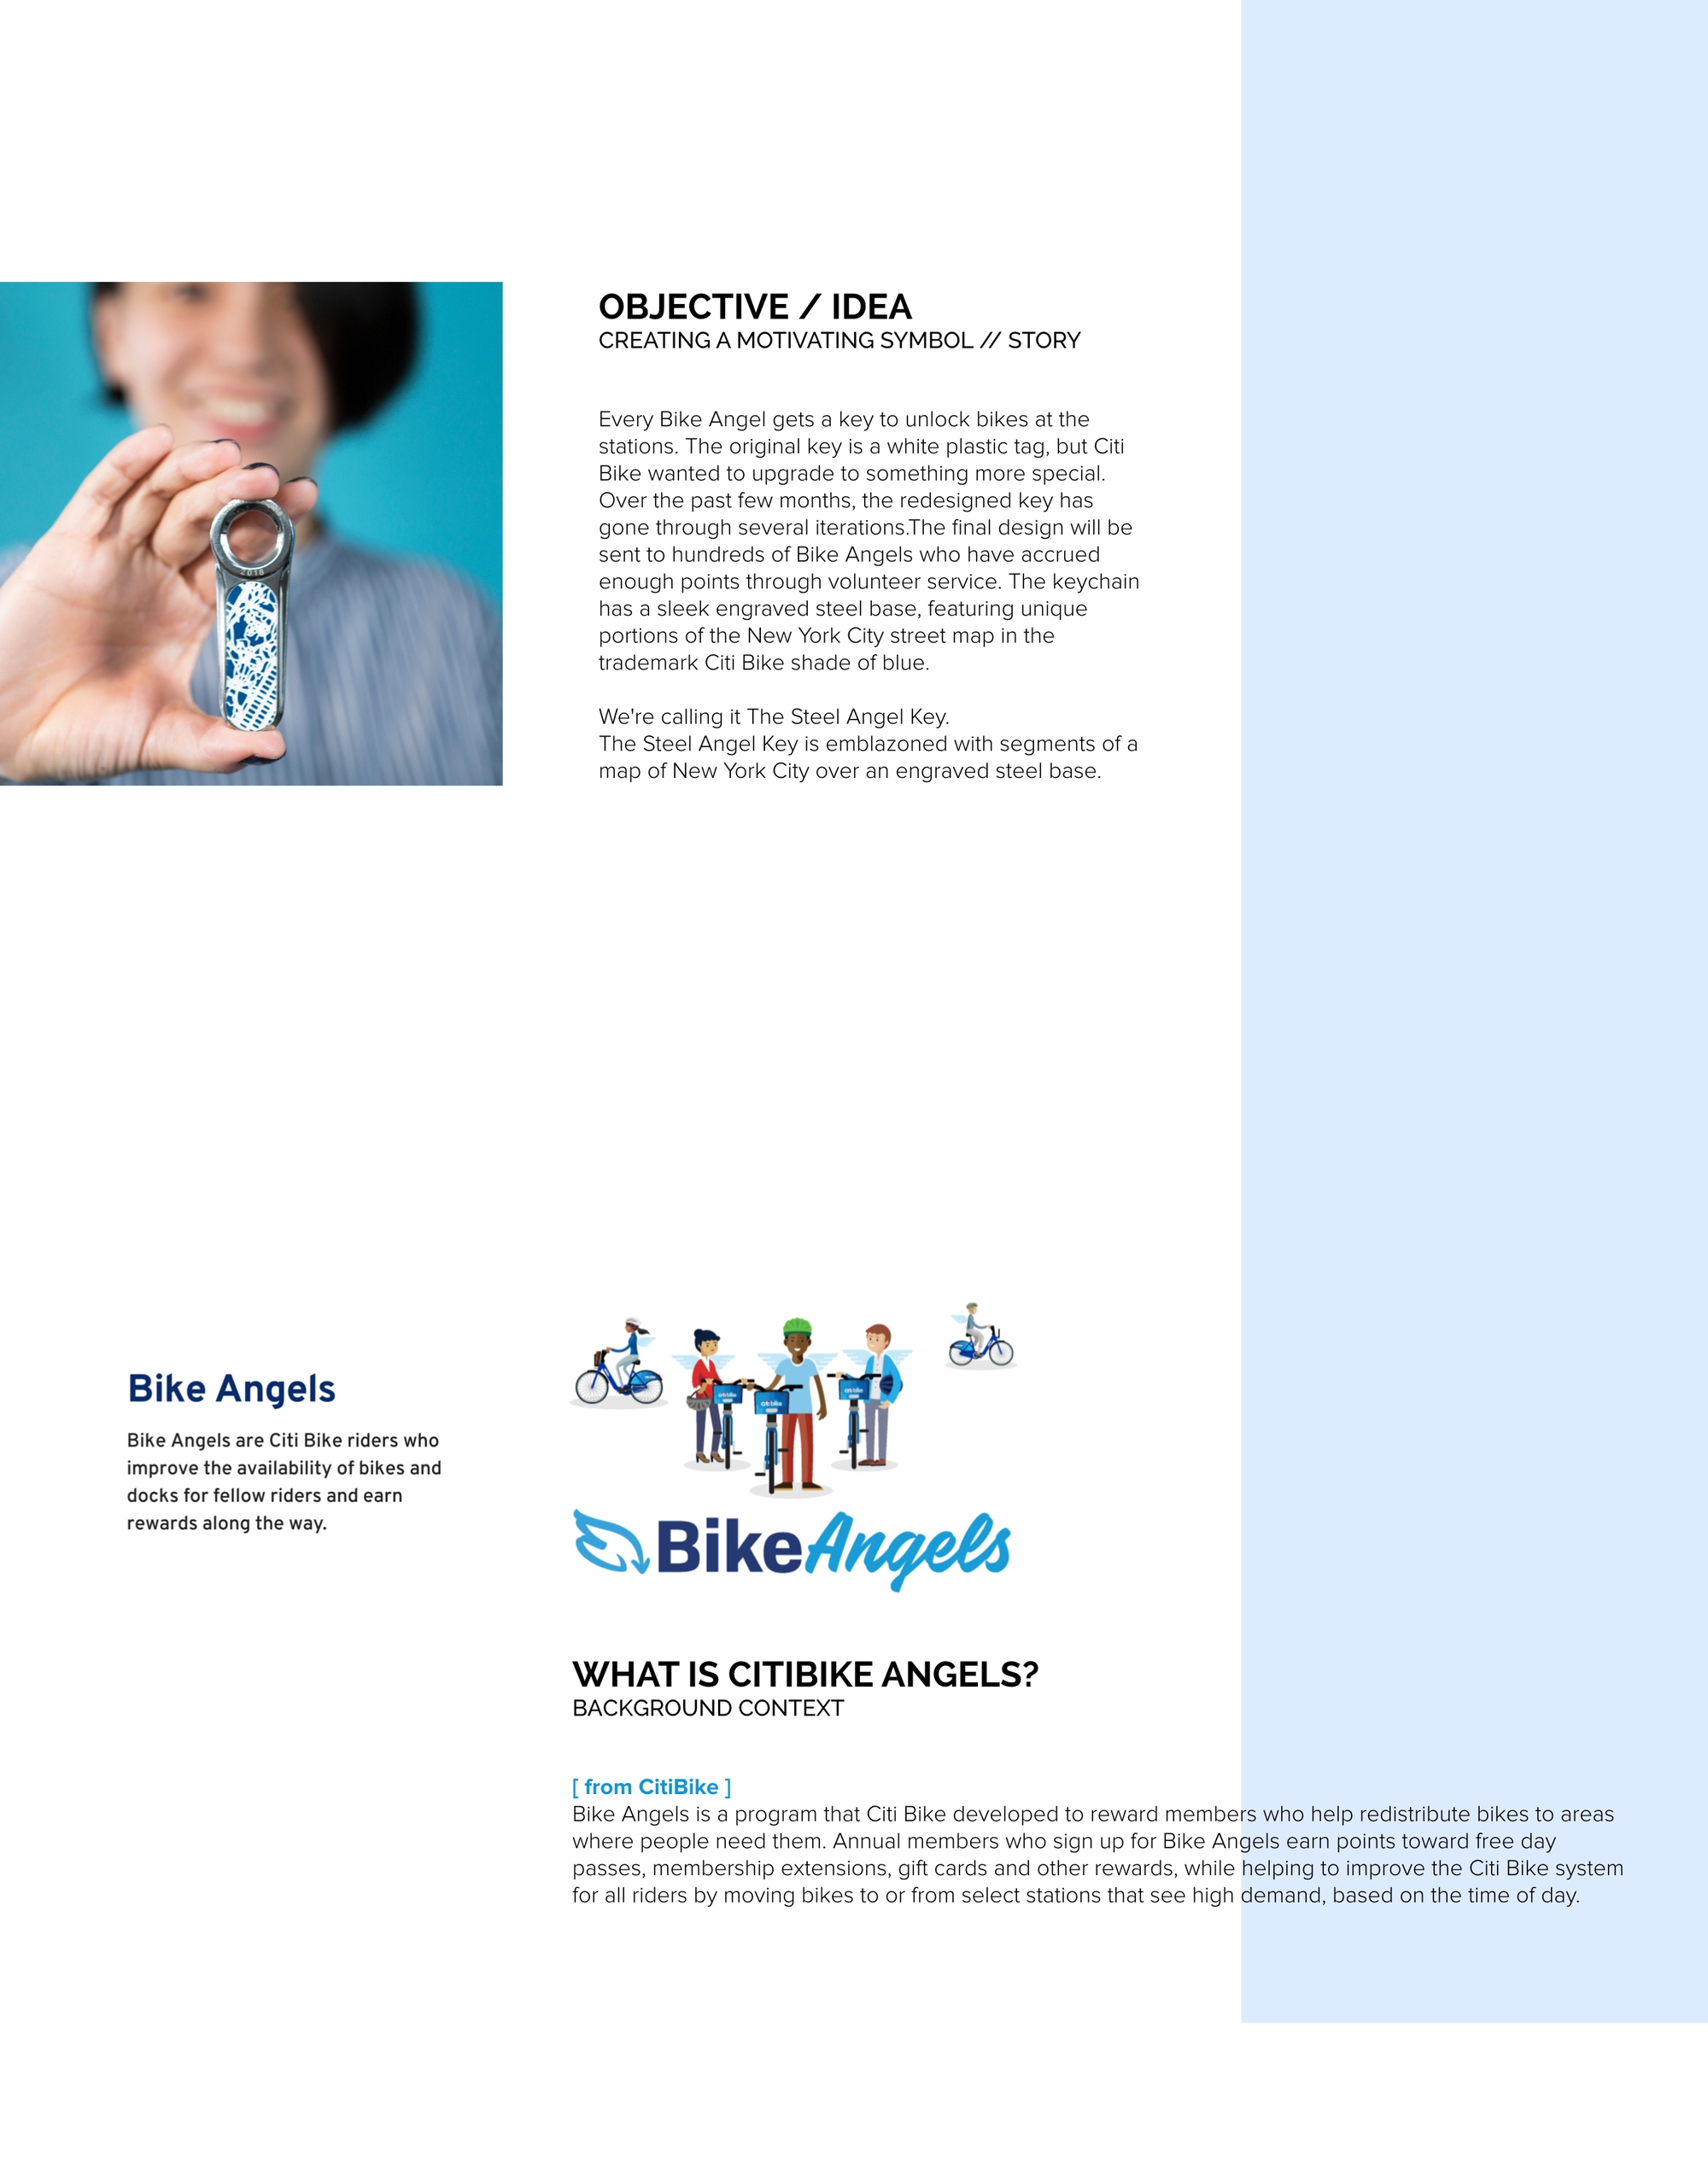 OBJECTIVE / IDEA
CREATING A MOTIVATING SYMBOL // STORY
Every Bike Angel gets a key to unlock bikes at the
stations. The original key is a white plastic tag, but Citi
Bike wanted to upgrade to something more special.
Over the past few months, the redesigned key has
gone through several iterations.The final design will be
sent to hundreds of Bike Angels who have accrued
enough points through volunteer service. The keychain
has a sleek engraved steel base, featuring unique
portions of the New York City street map in the
trademark Citi Bike shade of blue.
We're calling it The Steel Angel Key.
The Steel Angel Key is emblazoned with segments of a
map of New York City over an engraved steel base.
2018
Bike Angels
Bike Angels are Citi Bike riders who
improve the availability of bikes and
docks for fellow riders and earn
rewards along the way.
citi bike
citi bike
citi bike
BikeAngels
WHAT IS CITIBIKE ANGELS?
BACKGROUND CONTEXT
[ from CitiBike ]
Bike Angels is a program that Citi Bike developed to reward members who help redistribute bikes to areas
where people need them. Annual members who sign up for Bike Angels earn points toward free day
passes, membership extensions, gift cards and other rewards, while helping to improve the Citi Bike system
for all riders by moving bikes to or from select stations that see high demand, based on the time of day.